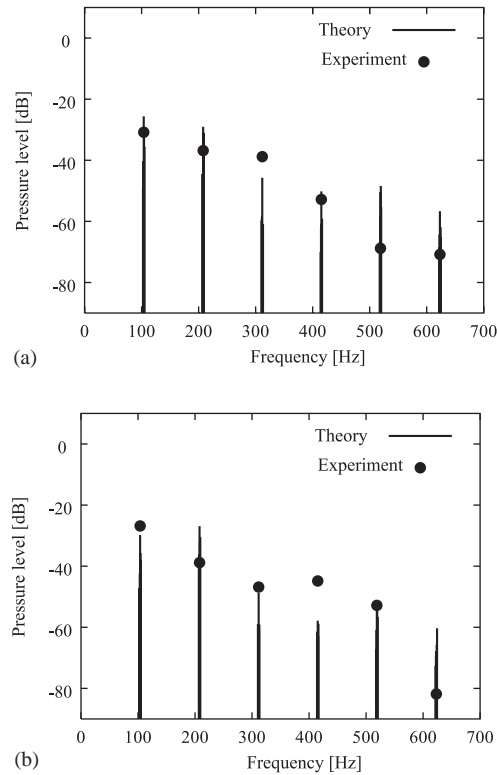 0
Theory
Experiment
-20
-40
-60
-80
Pressure level [dB]
0 100 200 300 400 500 600 700
(a)
Frequency [Hz]
0
Theory
Experiment
-20
-40
-60
-80
Pressure level [dB]
0 100 200 300 400 500 600 700
(b)
Frequency [Hz]